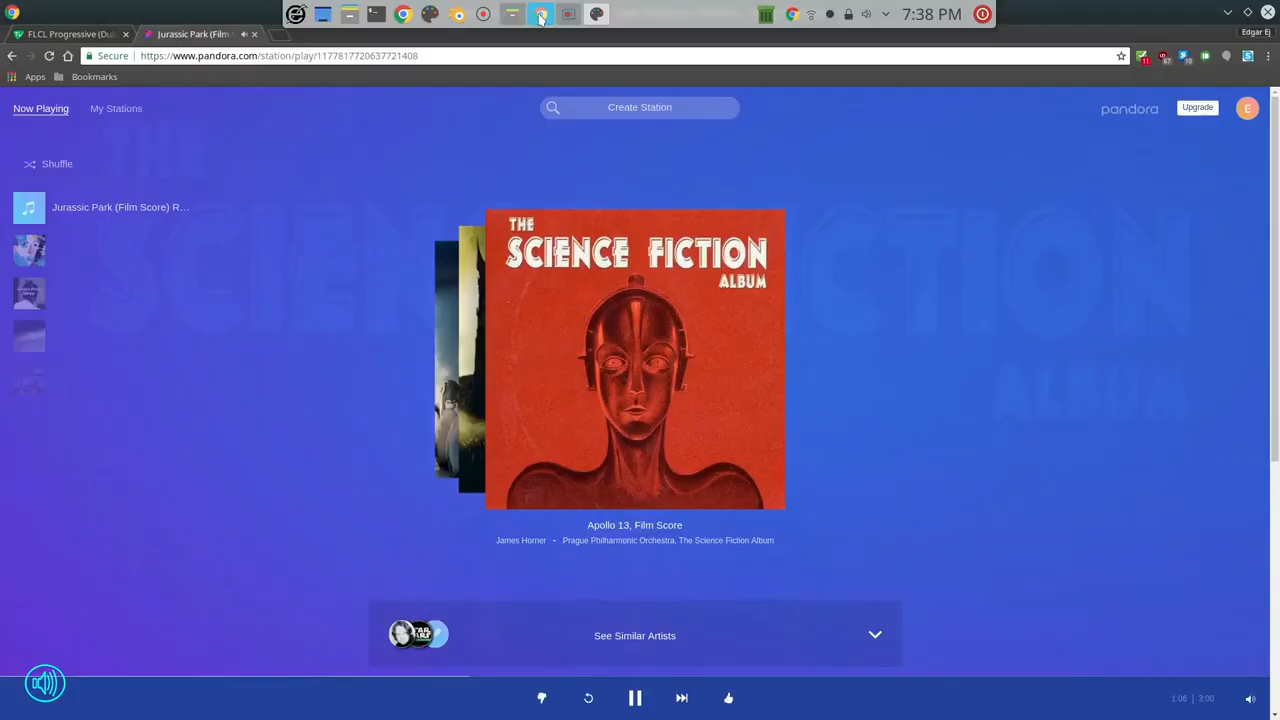 7:38 PM
FLCL Progressive (Du
Jurassic Park (Film
Edgar Ej
Secure
https://www.pandora.com/station/play/1177817720637721408
11
67
10
Apps
Bookmarks
Now Playing
My Stations
Create Station
pandora
Upgrade
E
Shuffle
Jurassic Park (Film Score) R...
THE
SCIENCE FICTION
ALBUM
Apollo 13, Film Score
James Horner - Prague Philharmonic Orchestra, The Science Fiction Album
See Similar Artists
1:06 | 3:00